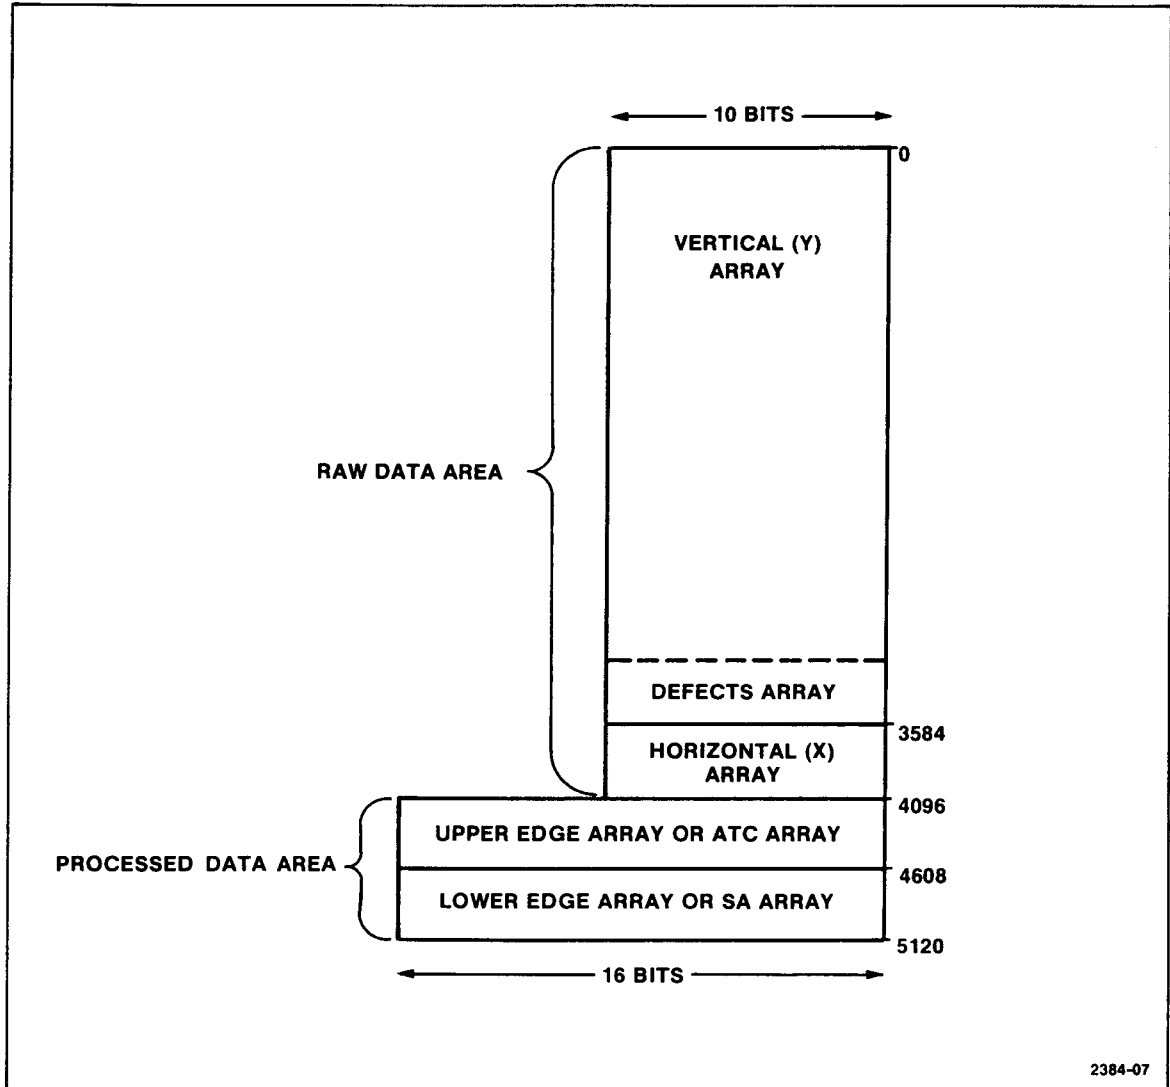 10 BITS
0
VERTICAL (Y)
ARRAY
RAW DATA AREA
DEFECTS ARRAY
3584
HORIZONTAL (X)
ARRAY
4096
UPPER EDGE ARRAY OR ATC ARRAY
PROCESSED DATA AREA
4608
LOWER EDGE ARRAY OR SA ARRAY
5120
16 BITS
2384-07